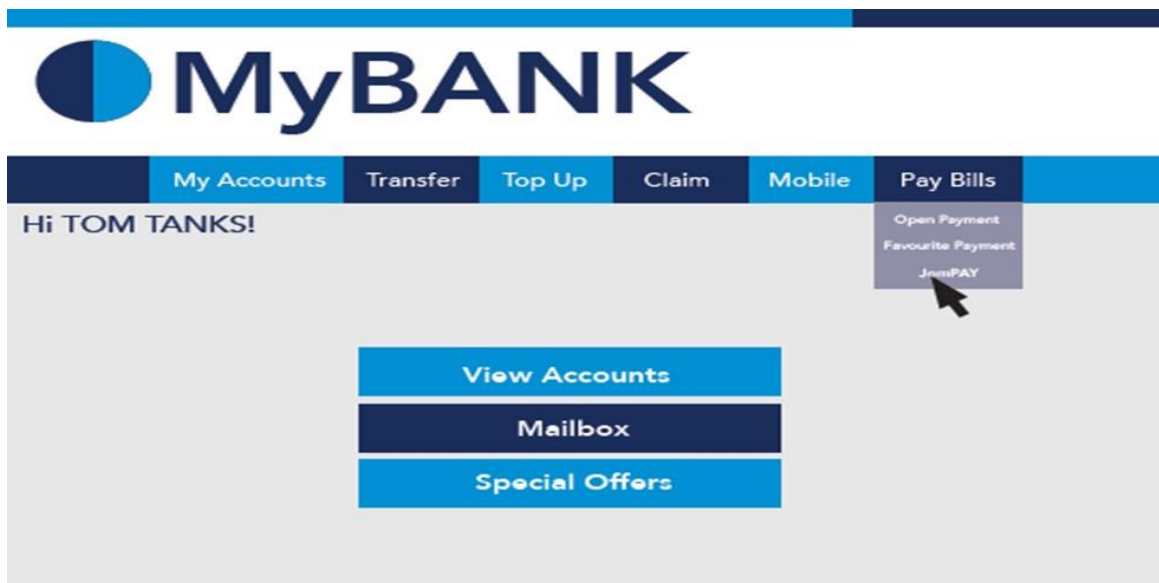 MyBANK
My Accounts Transfer Top Up Claim Mobile Pay Bills
Hi TOM TANKS!
Open Payment
Favourite Payment
JomPAY
View Accounts
Mailbox
Special Offers